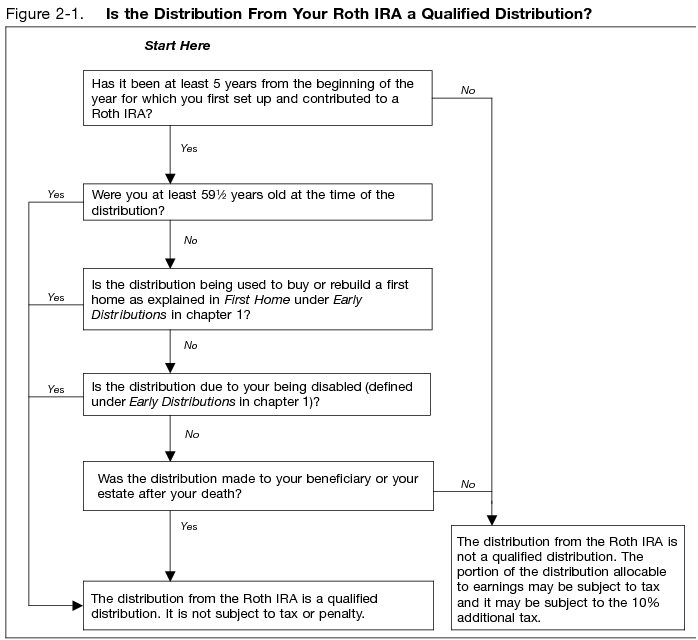 Figure 2-1. Is the Distribution From Your Roth IRA a Qualified Distribution?
Start Here
Has it been at least 5 years from the beginning of the
year for which you first set up and contributed to a
Roth IRA?
No
Yes
Yes
Were you at least 59½ years old at the time of the
distribution?
No
Is the distribution being used to buy or rebuild a first
home as explained in First Home under Early
Distributions in chapter 1?
Yes
No
Is the distribution due to your being disabled (defined
under Early Distributions in chapter 1)?
Yes
No
Was the distribution made to your beneficiary or your
estate after your death?
No
Yes
The distribution from the Roth IRA is
not a qualified distribution. The
portion of the distribution allocable
to earnings may be subject to tax
and it may be subject to the 10%
additional tax.
The distribution from the Roth IRA is a qualified
distribution. It is not subject to tax or penalty.